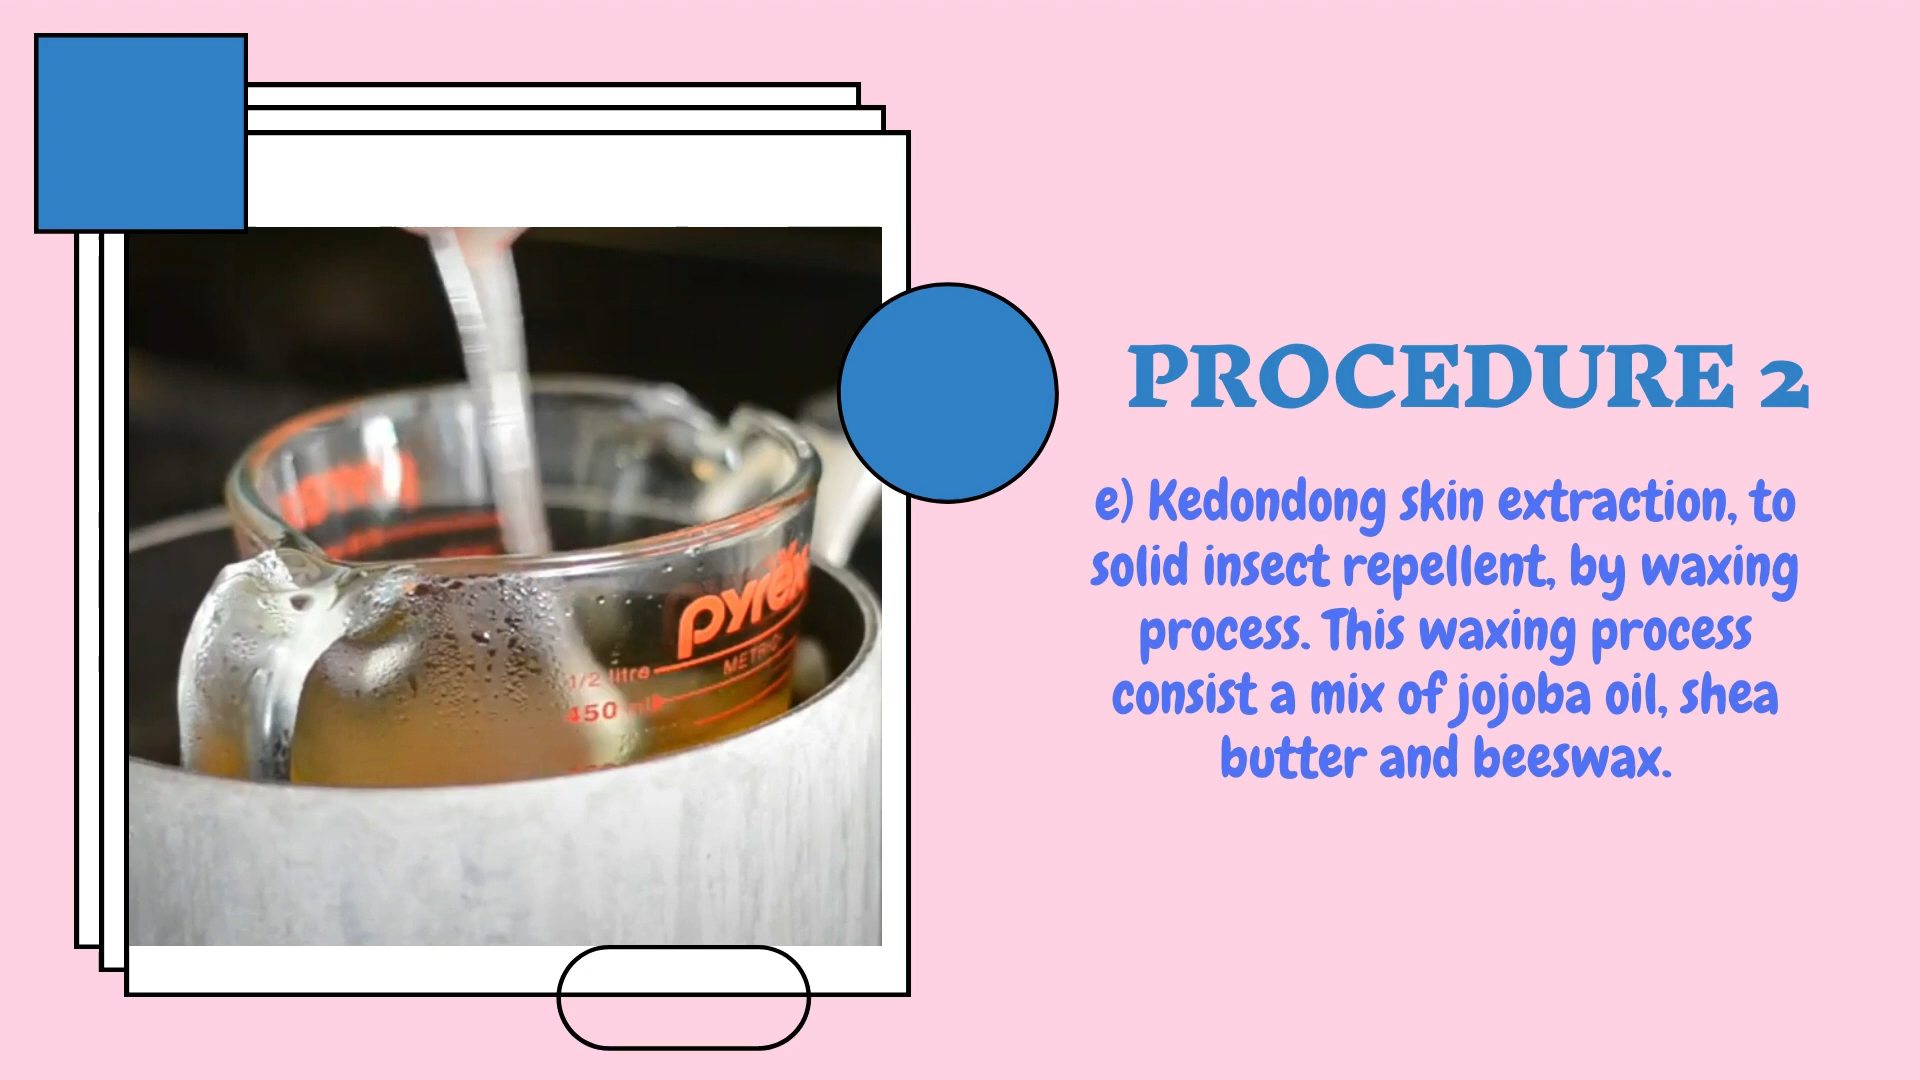 PROCEDURE 2
e) Kedondong skin extraction, to
solid insect repellent, by waxing
process. This waxing process
consist a mix of jojoba oil, shea
butter and beeswax.
pyrex
METRIC
1/2 litre
450 ml